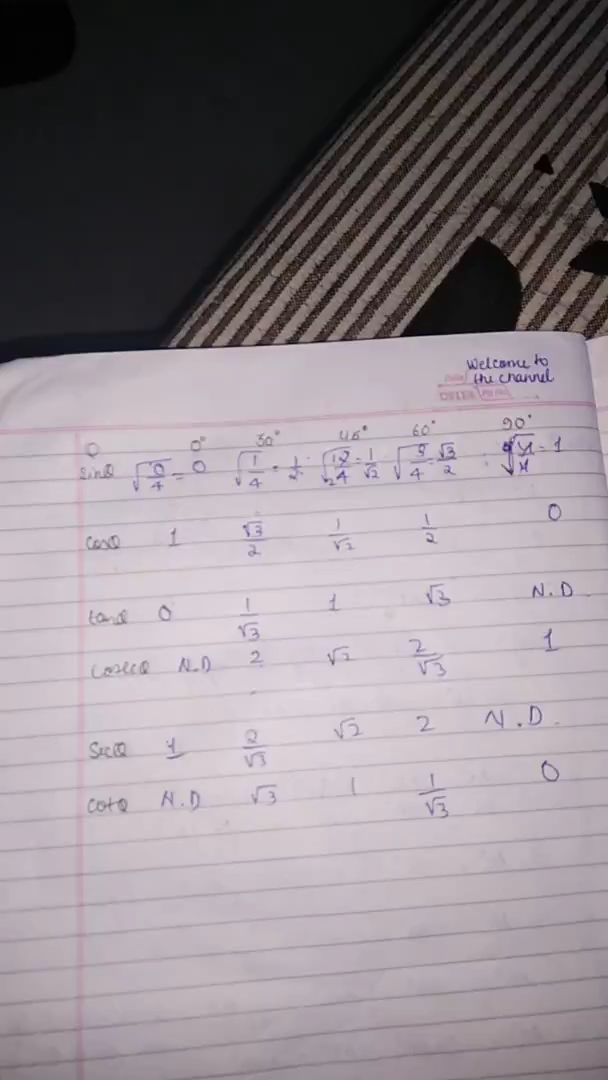 Welcome to
the channel
θ 0° 30° 45° 60° 90°
sinθ √0/4 = 0 √1/4 = 1/2 √2/4 = 1/√2 √3/4 = √3/2 √4/4 = 1
cosθ 1 √3/2 1/√2 1/2 0
tanθ 0 1/√3 1 √3 N.D
cosecθ N.D 2 √2 2/√3 1
secθ 1 2/√3 √2 2 N.D.
cotθ N.D √3 1 1/√3 0